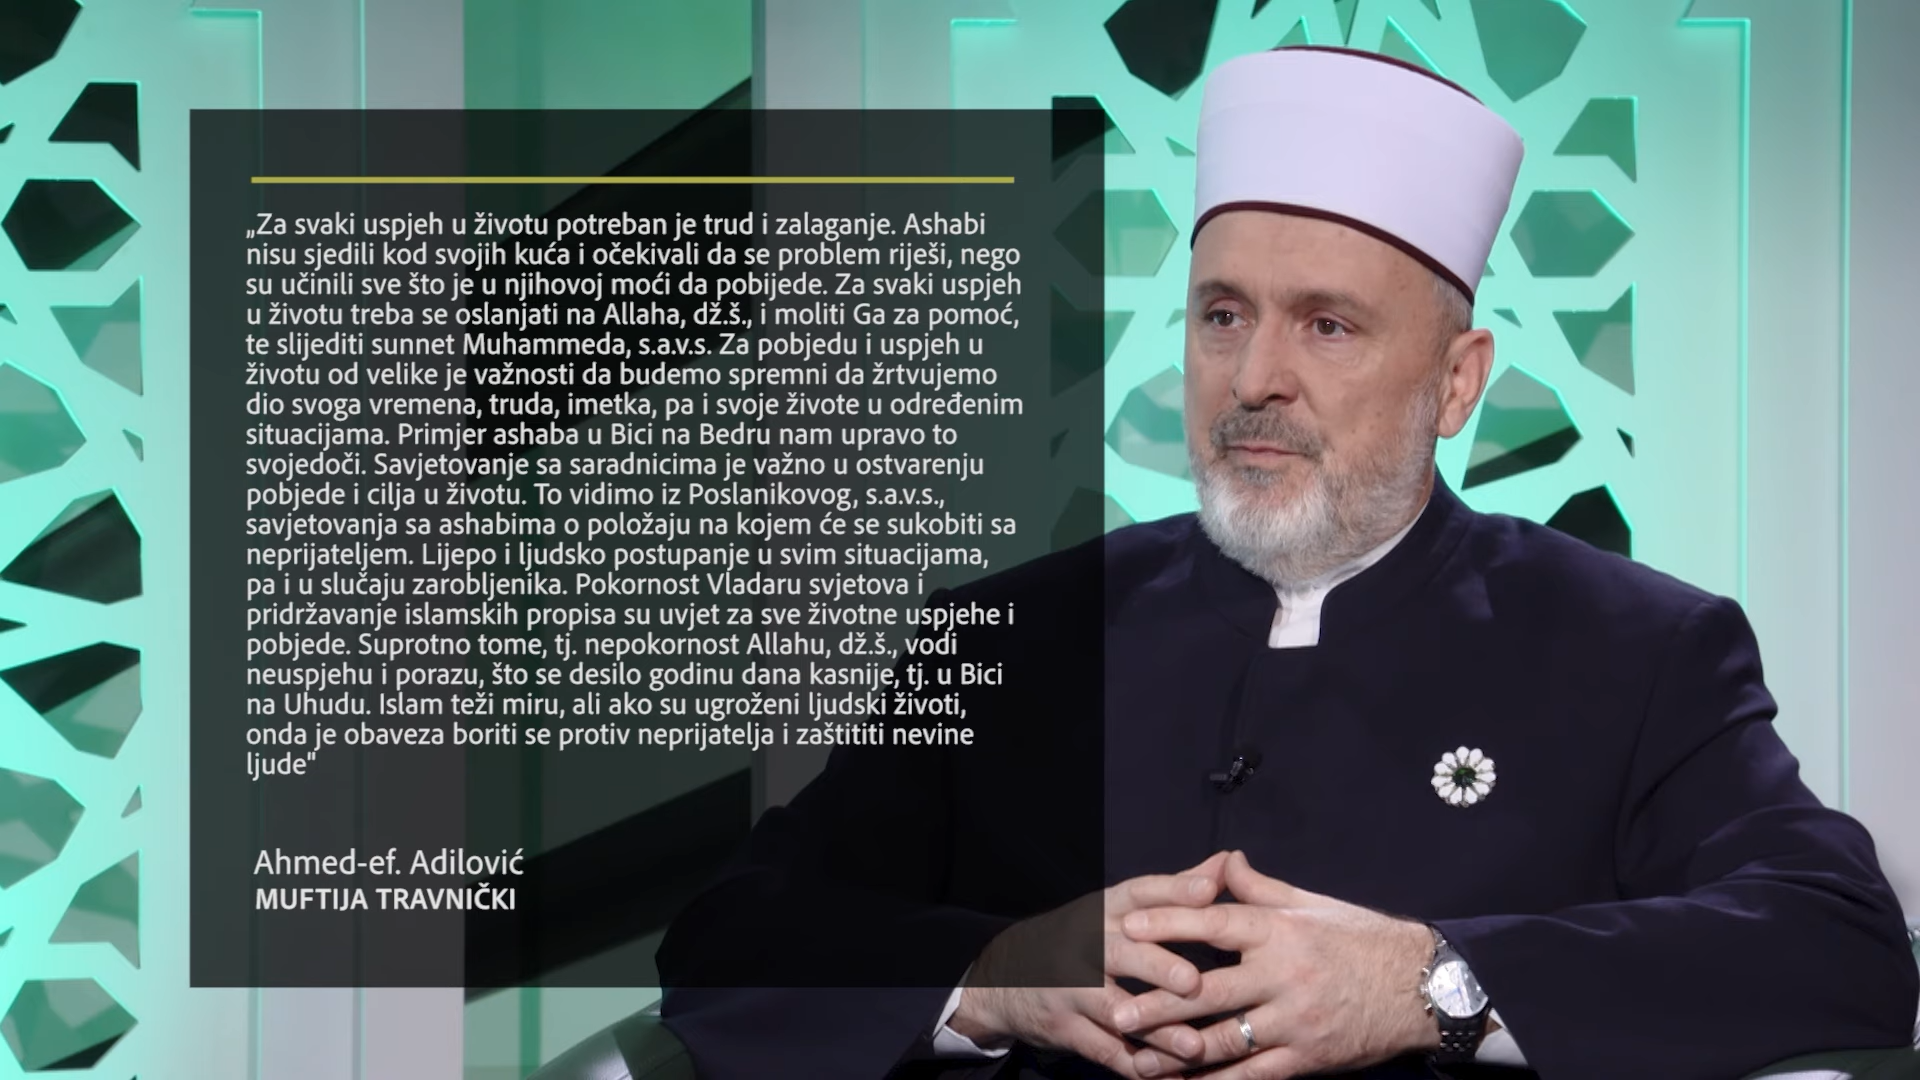 „Za svaki uspjeh u životu potreban je trud i zalaganje. Ashabi
nisu sjedili kod svojih kuća i očekivali da se problem riješi, nego
su učinili sve što je u njihovoj moći da pobijede. Za svaki uspjeh
u životu treba se oslanjati na Allaha, dž.š., i moliti Ga za pomoć,
te slijediti sunnet Muhammeda, s.a.v.s. Za pobjedu i uspjeh u
životu od velike je važnosti da budemo spremni da žrtvujemo
dio svoga vremena, truda, imetka, pa i svoje živote u određenim
situacijama. Primjer ashaba u Bici na Bedru nam upravo to
svojedoči. Savjetovanje sa saradnicima je važno u ostvarenju
pobjede i cilja u životu. To vidimo iz Poslanikovog, s.a.v.s.,
savjetovanja sa ashabima o položaju na kojem će se sukobiti sa
neprijateljem. Lijepo i ljudsko postupanje u svim situacijama,
pa i u slučaju zarobljenika. Pokornost Vladaru svjetova i
pridržavanje islamskih propisa su uvjet za sve životne uspjehe i
pobjede. Suprotno tome, tj. nepokornost Allahu, dž.š., vodi
neuspjehu i porazu, što se desilo godinu dana kasnije, tj. u Bici
na Uhudu. Islam teži miru, ali ako su ugroženi ljudski životi,
onda je obaveza boriti se protiv neprijatelja i zaštititi nevine
ljude"
Ahmed-ef. Adilović
MUFTIJA TRAVNIČKI